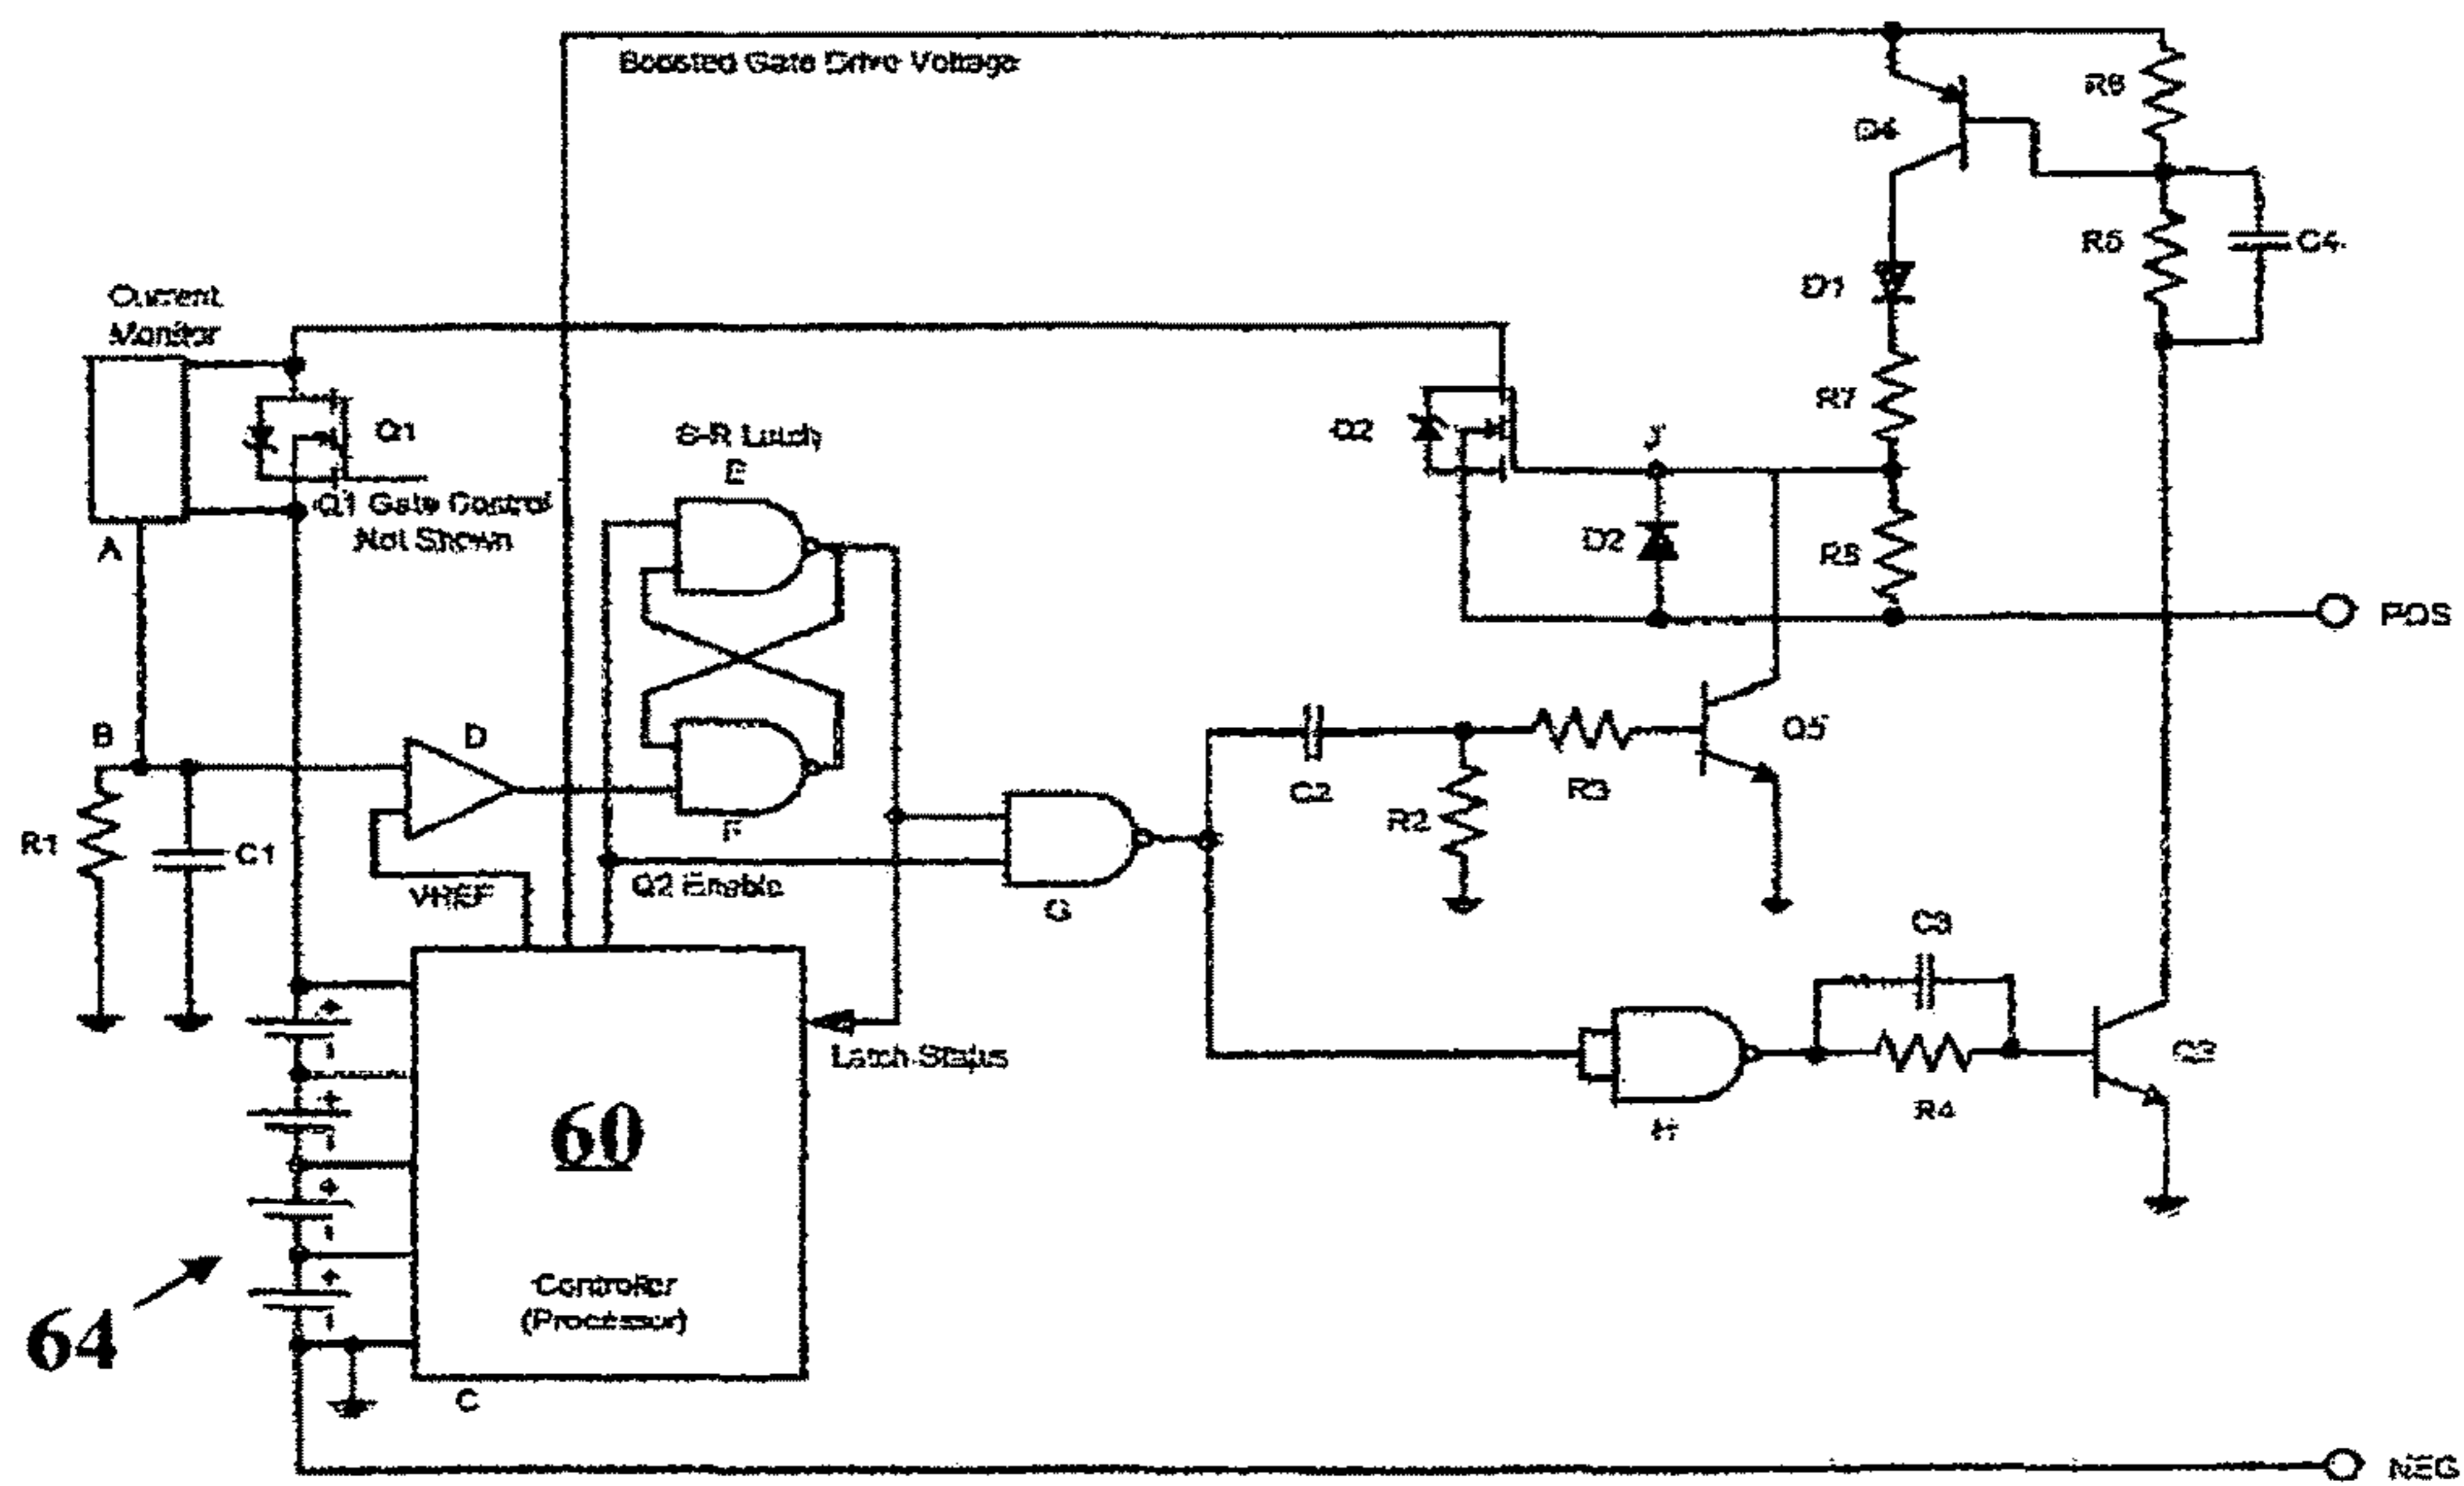 Boosted Gate Drive Voltage
R6
Q4
R5
C4
D1
Current
Monitor
R7
Q1
Q2
J
S-R Latch
E
Q1 Gate Control
Not Shown
A
D2
R8
POS
B
D
Q5
C2
R3
R1
C1
R2
F
VREF
Q2 Enable
G
C3
Latch Status
60
H
R4
Q3
+
+
+
+
Controller
(Processor)
64
C
NEG